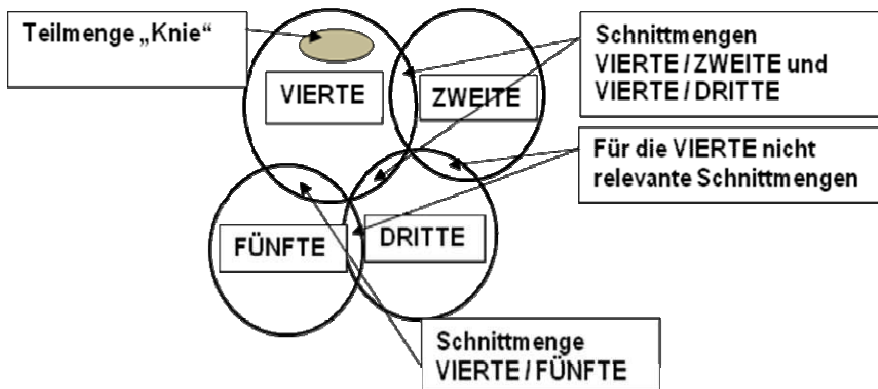 Teilmenge „Knie“
VIERTE
ZWEITE
Schnittmengen
VIERTE / ZWEITE und
VIERTE / DRITTE
Für die VIERTE nicht
relevante Schnittmengen
FÜNFTE
DRITTE
Schnittmenge
VIERTE / FÜNFTE